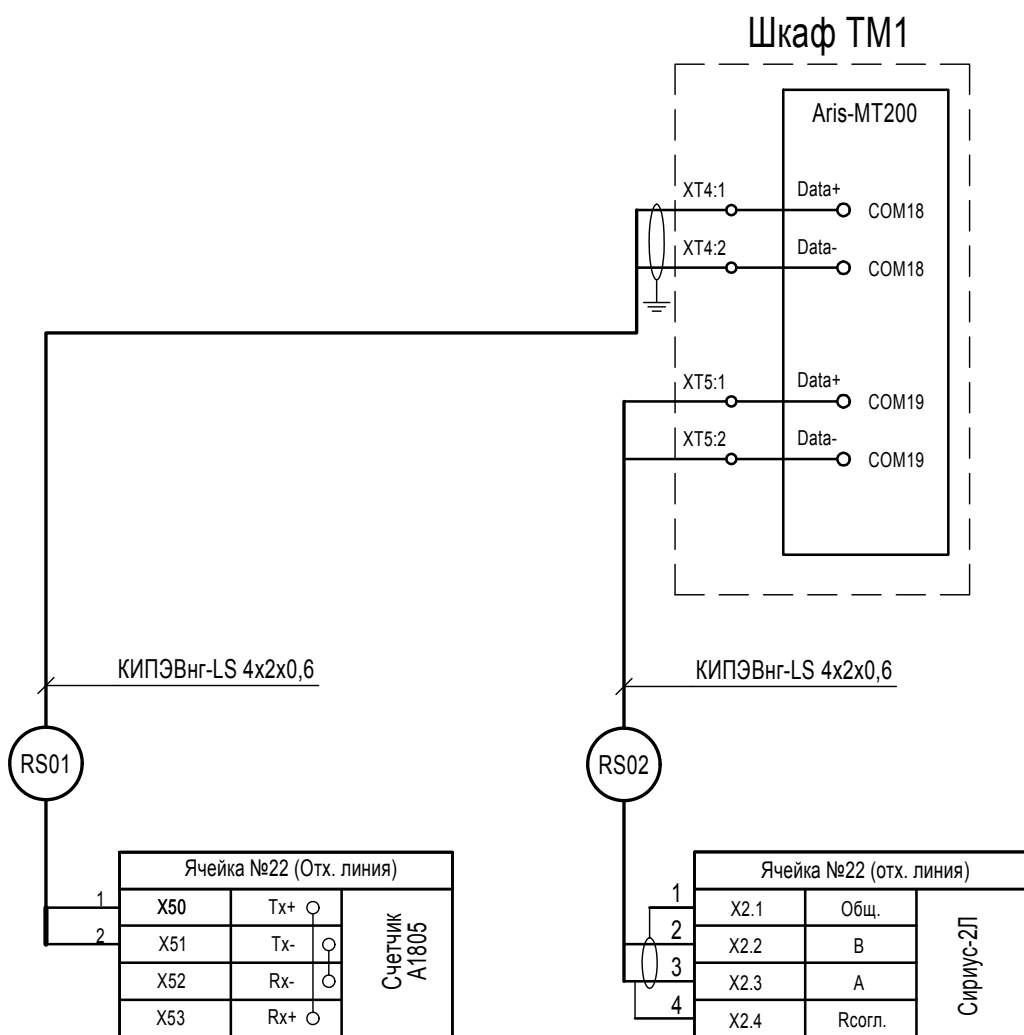 Шкаф ТМ1
Aris-MT200
XT4:1
Data+
COM18
XT4:2
Data-
COM18
XT5:1
Data+
COM19
XT5:2
Data-
COM19
КИПЭВнг-LS 4x2x0,6
КИПЭВнг-LS 4x2x0,6
RS01
RS02
Ячейка №22 (Отх. линия)
1
X50
Tx+
2
X51
Tx-
X52
Rx-
X53
Rx+
Счетчик
А1805
Ячейка №22 (отх. линия)
1
X2.1
Общ.
2
X2.2
B
3
X2.3
A
4
X2.4
Rсогл.
Сириус-2Л